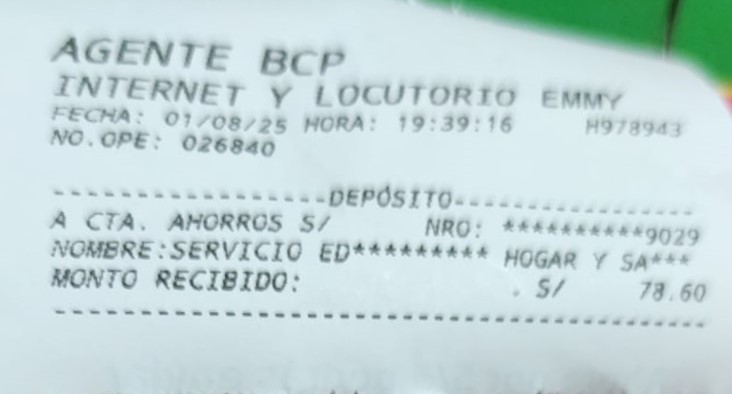 AGENTE BCP
INTERNET Y LOCUTORIO EMMY
FECHA: 01/08/25 HORA: 19:39:16 H978943
NO.OPE: 026840
------------------DEPÓSITO----------------
A CTA. AHORROS S/ NRO: **********9029
NOMBRE:SERVICIO ED********* HOGAR Y SA***
MONTO RECIBIDO: . S/ 78.60
--------------------------------------------